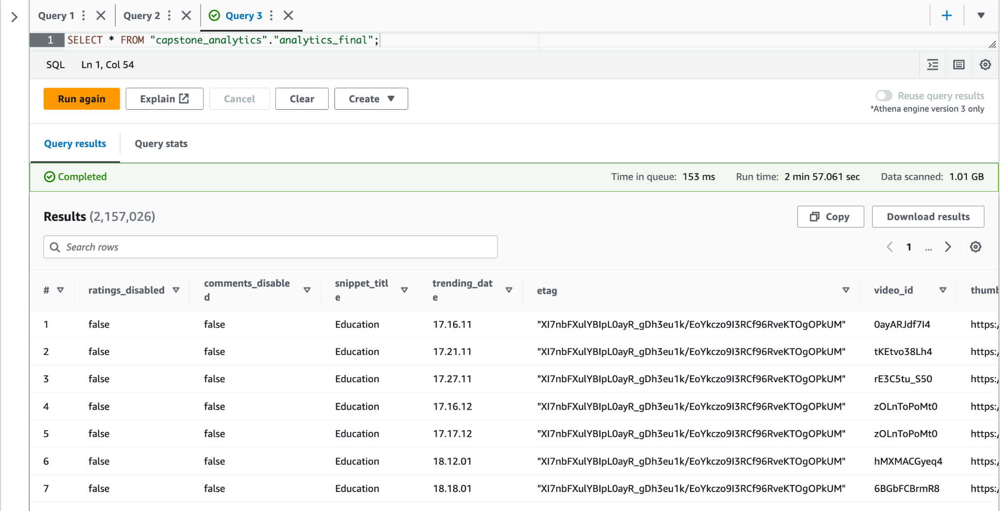 Query 1 Query 2 Query 3
1 SELECT * FROM "capstone_analytics"."analytics_final";
SQL Ln 1, Col 54
Run again Explain Cancel Clear Create Reuse query results
*Athena engine version 3 only
Query results Query stats
Completed Time in queue: 153 ms Run time: 2 min 57.061 sec Data scanned: 1.01 GB
Results (2,157,026) Copy Download results
Search rows 1 ...
# ratings_disabled comments_disabled snippet_title trending_date etag video_id thumb
1 false false Education 17.16.11 "XI7nbFXulYBIpL0ayR_gDh3eu1k/EoYkczo9I3RCf96RveKTOgOPkUM" 0ayARJdf7I4 https:/
2 false false Education 17.21.11 "XI7nbFXulYBIpL0ayR_gDh3eu1k/EoYkczo9I3RCf96RveKTOgOPkUM" tKEtvo38Lh4 https:/
3 false false Education 17.27.11 "XI7nbFXulYBIpL0ayR_gDh3eu1k/EoYkczo9I3RCf96RveKTOgOPkUM" rE3C5tu_S50 https:/
4 false false Education 17.16.12 "XI7nbFXulYBIpL0ayR_gDh3eu1k/EoYkczo9I3RCf96RveKTOgOPkUM" zOLnToPoMt0 https:/
5 false false Education 17.17.12 "XI7nbFXulYBIpL0ayR_gDh3eu1k/EoYkczo9I3RCf96RveKTOgOPkUM" zOLnToPoMt0 https:/
6 false false Education 18.12.01 "XI7nbFXulYBIpL0ayR_gDh3eu1k/EoYkczo9I3RCf96RveKTOgOPkUM" hMXMACGyeq4 https:/
7 false false Education 18.18.01 "XI7nbFXulYBIpL0ayR_gDh3eu1k/EoYkczo9I3RCf96RveKTOgOPkUM" 6BGbFCBrmR8 https:/